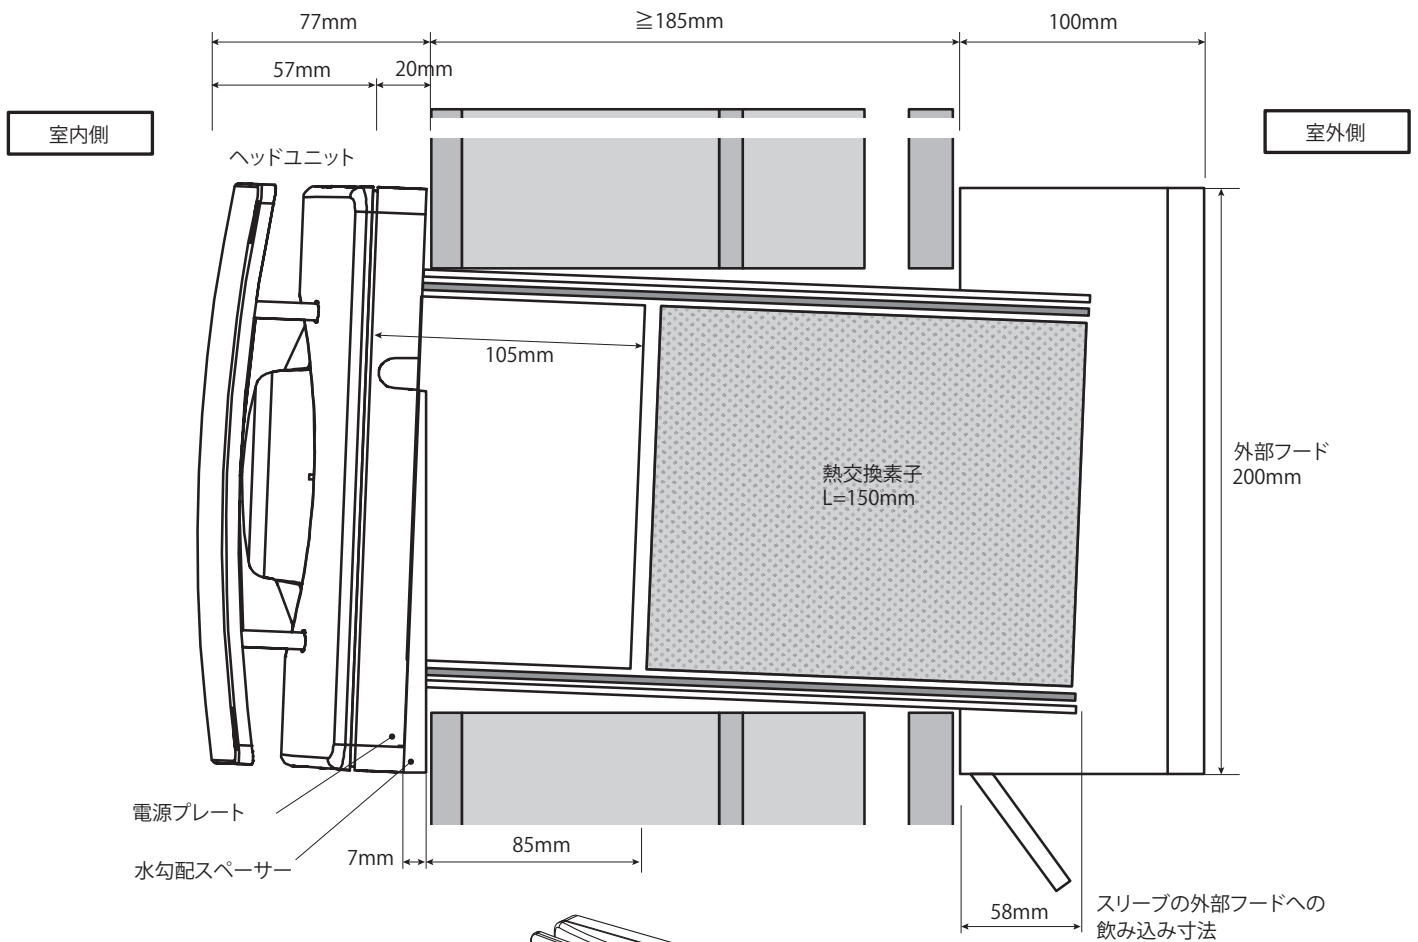 77mm
≧185mm
100mm
57mm
20mm
室内側
室外側
ヘッドユニット
105mm
熱交換素子
L=150mm
外部フード
200mm
電源プレート
水勾配スペーサー
7mm
85mm
58mm
スリーブの外部フードへの
飲み込み寸法